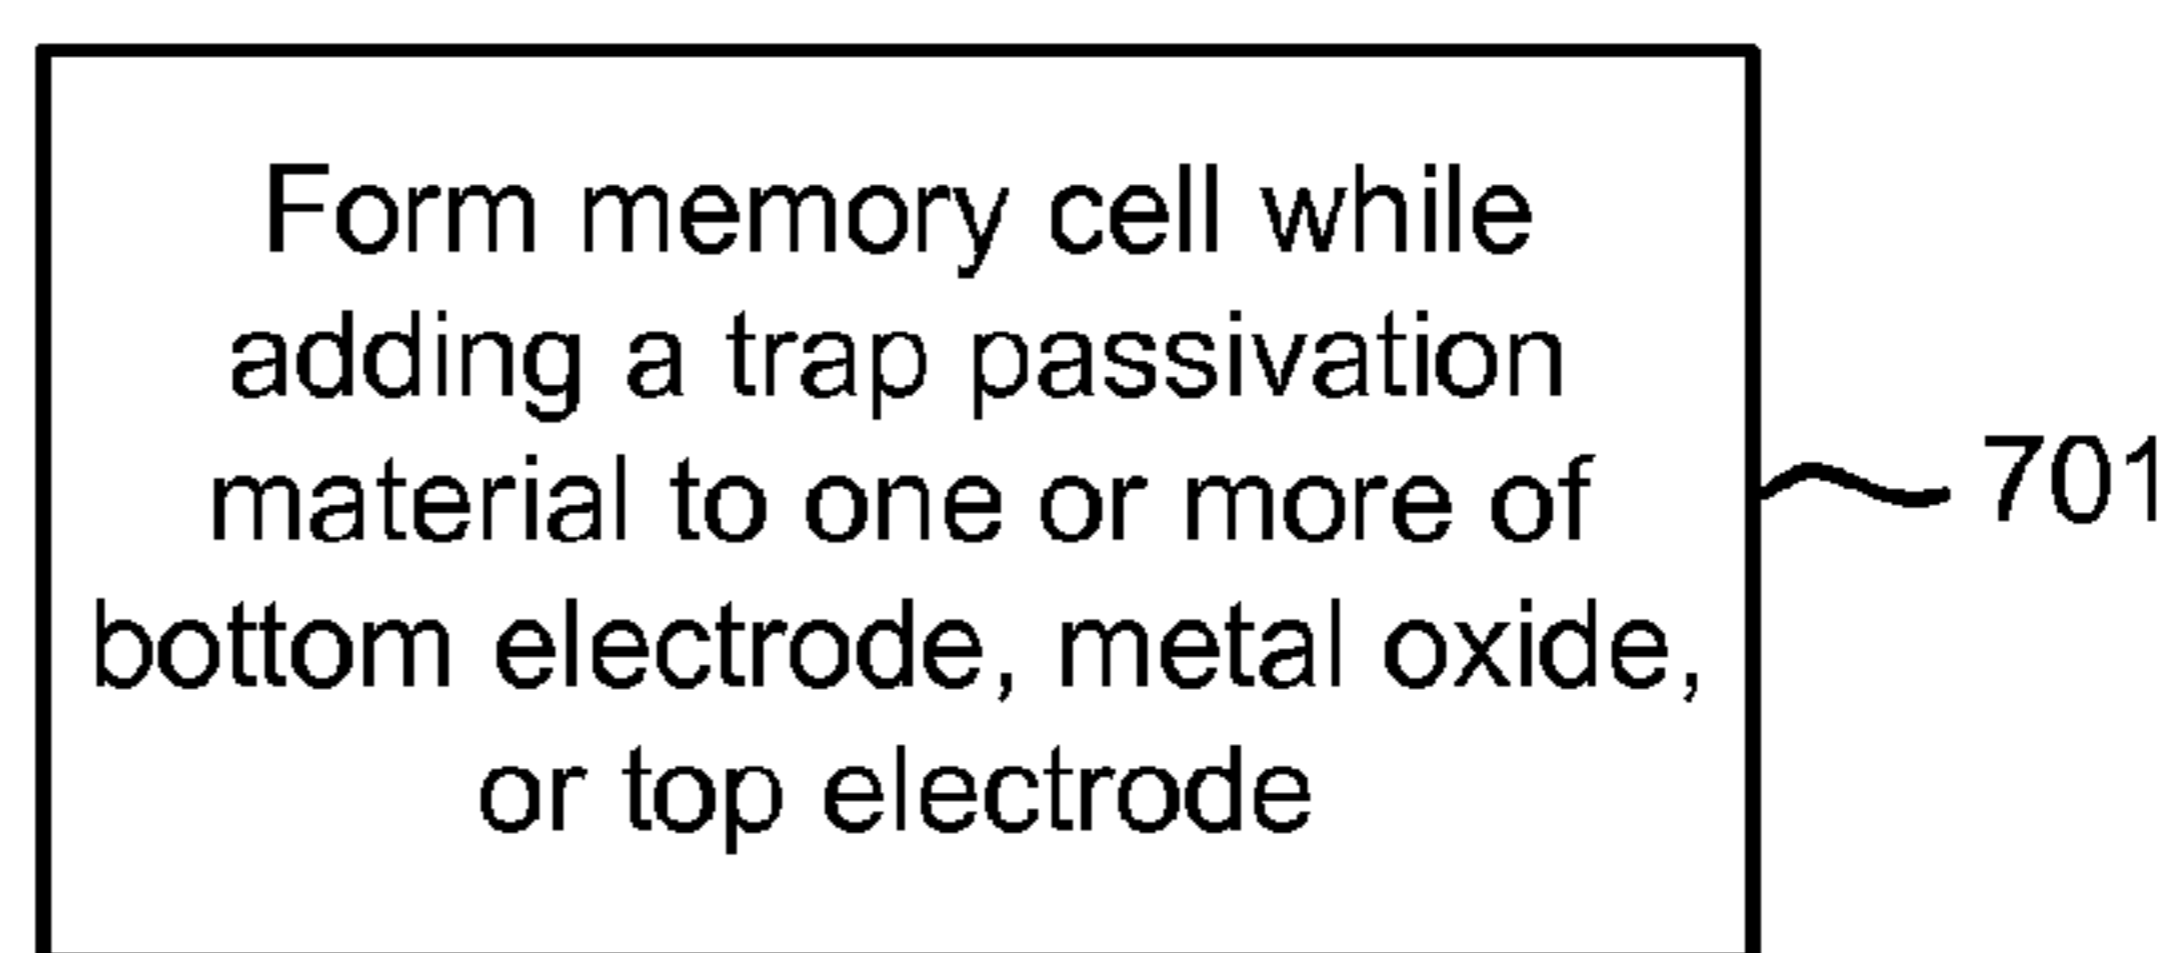 Form memory cell while
adding a trap passivation
material to one or more of
bottom electrode, metal oxide,
or top electrode
701